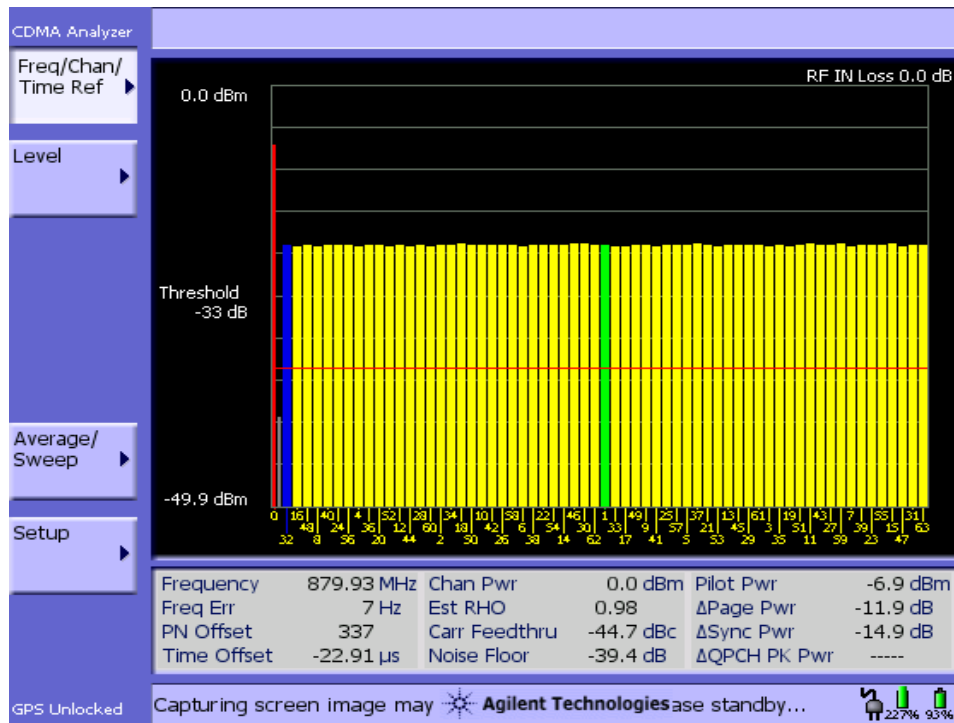 CDMA Analyzer
Freq/Chan/
Time Ref
Level
Average/
Sweep
Setup
GPS Unlocked
RF IN Loss 0.0 dB
0.0 dBm
Threshold
-33 dB
-49.9 dBm
0 16 40 4 52 28 34 10 58 22 46 1 49 25 37 13 61 19 43 7 55 31
48 24 36 12 60 18 42 6 54 30 33 9 57 21 45 3 51 27 39 15 63
32 8 56 20 44 2 50 26 38 14 62 17 41 5 53 29 35 11 59 23 47
Frequency 879.93 MHz Chan Pwr 0.0 dBm Pilot Pwr -6.9 dBm
Freq Err 7 Hz Est RHO 0.98 ΔPage Pwr -11.9 dB
PN Offset 337 Carr Feedthru -44.7 dBc ΔSync Pwr -14.9 dB
Time Offset -22.91 µs Noise Floor -39.4 dB ΔQPCH PK Pwr -----
Capturing screen image may Agilent Technologies ase standby...
227% 93%